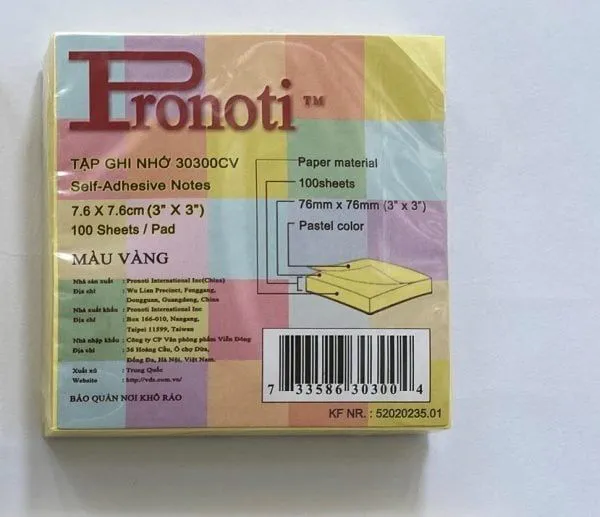 Pronoti ™
TẬP GHI NHỚ 30300CV
Self-Adhesive Notes
7.6 X 7.6cm (3" X 3")
100 Sheets / Pad
MÀU VÀNG
Paper material
100sheets
76mm x 76mm (3" x 3")
Pastel color
Nhà sản xuất : Pronoti International Inc(China)
Địa chỉ : Wu Lian Precinct, Fenggang,
Dongguan, Guangdong, China
Nhà xuất khẩu : Pronoti International Inc
Địa chỉ : Box 166-010, Nangang,
Taipei 11599, Taiwan
Nhà nhập khẩu : Công ty CP Văn phòng phẩm Viễn Đông
Địa chỉ : 36 Hoàng Cầu, Ô chợ Dừa,
Đống Đa, Hà Nội, Việt Nam.
Xuất xứ : Trung Quốc
Website : http://vdz.com.vn/
BẢO QUẢN NƠI KHÔ RÁO
7 33586 30300 4
KF NR. : 52020235.01